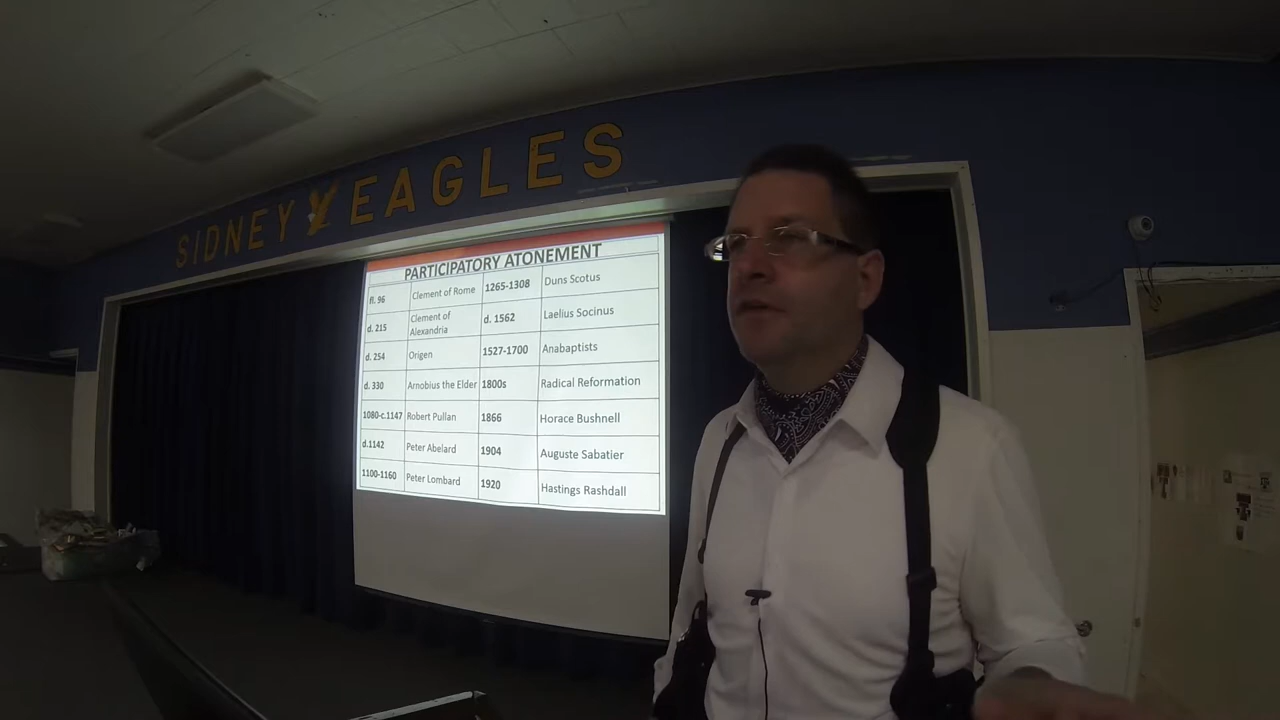 SIDNEY EAGLES
PARTICIPATORY ATONEMENT
fl. 96 Clement of Rome 1265-1308 Duns Scotus
d. 215 Clement of Alexandria d. 1562 Laelius Socinus
d. 254 Origen 1527-1700 Anabaptists
d. 330 Arnobius the Elder 1800s Radical Reformation
1080-c.1147 Robert Pullan 1866 Horace Bushnell
d.1142 Peter Abelard 1904 Auguste Sabatier
1100-1160 Peter Lombard 1920 Hastings Rashdall